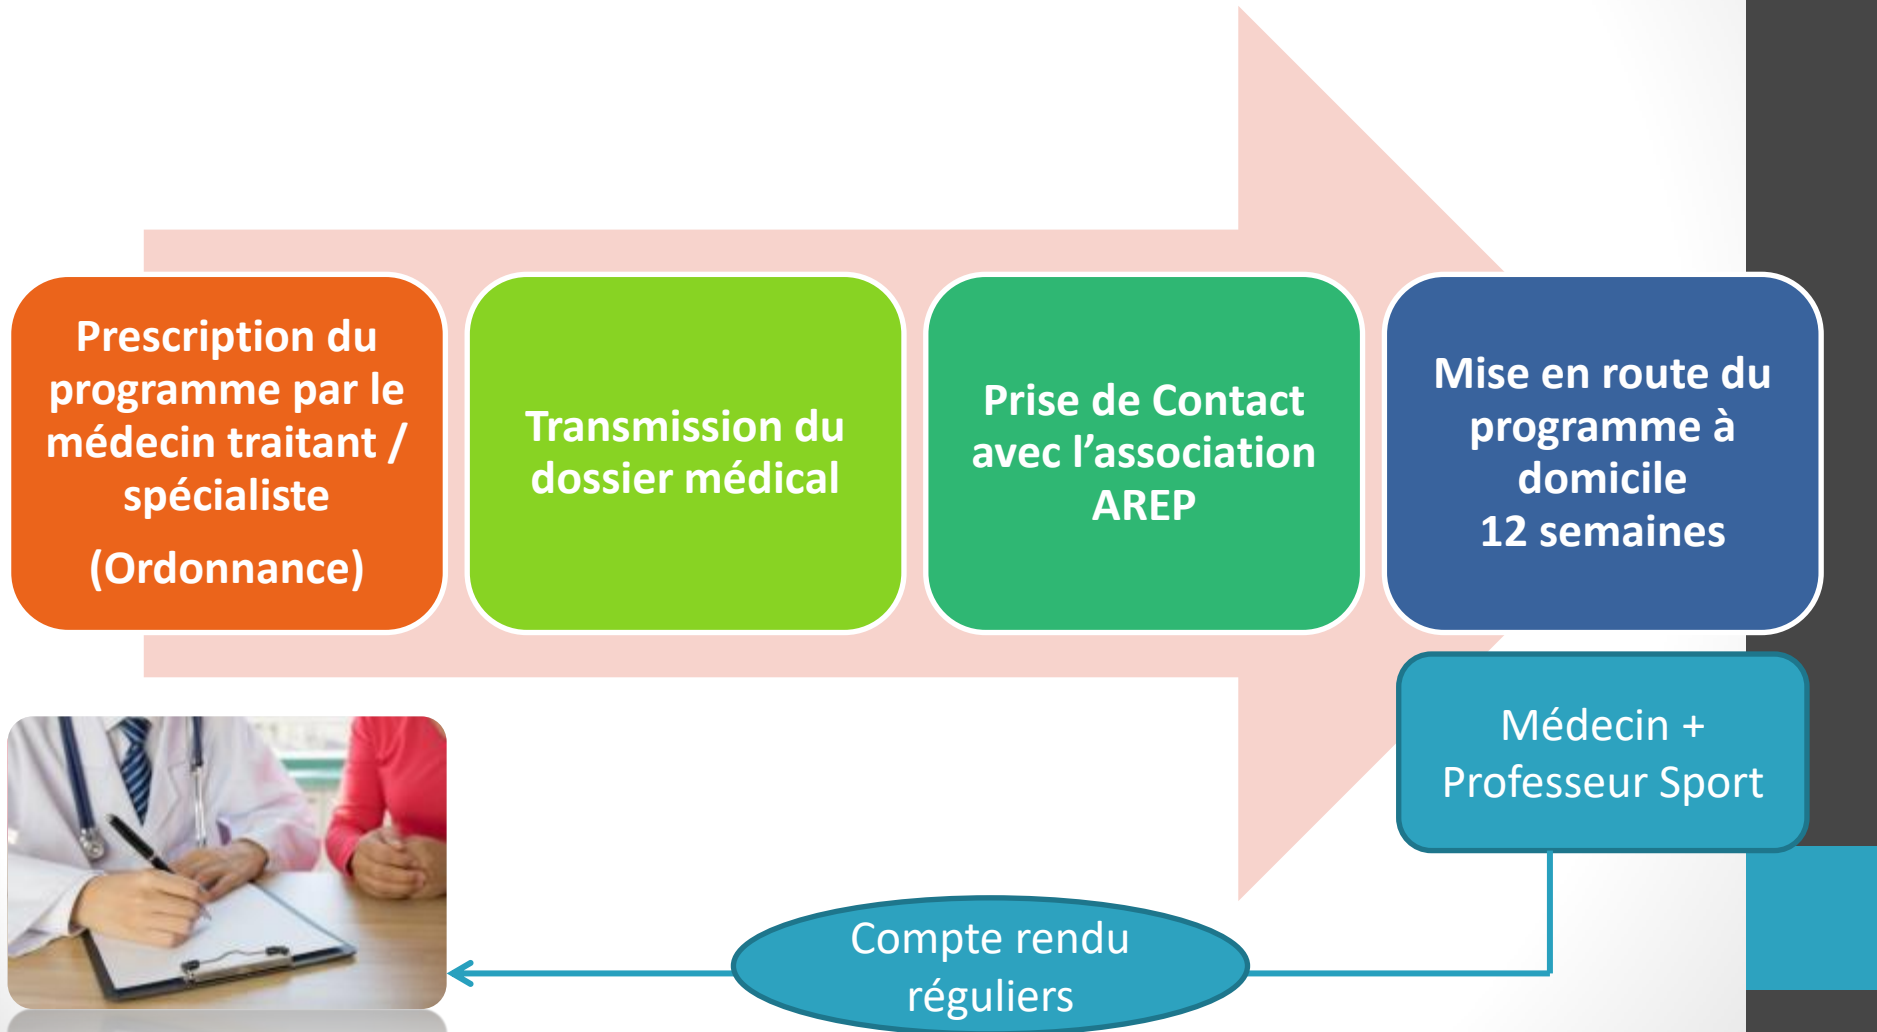 Prescription du
programme par le
médecin traitant /
spécialiste
(Ordonnance)
Transmission du
dossier médical
Prise de Contact
avec l’association
AREP
Mise en route du
programme à
domicile
12 semaines
Médecin +
Professeur Sport
Compte rendu
réguliers